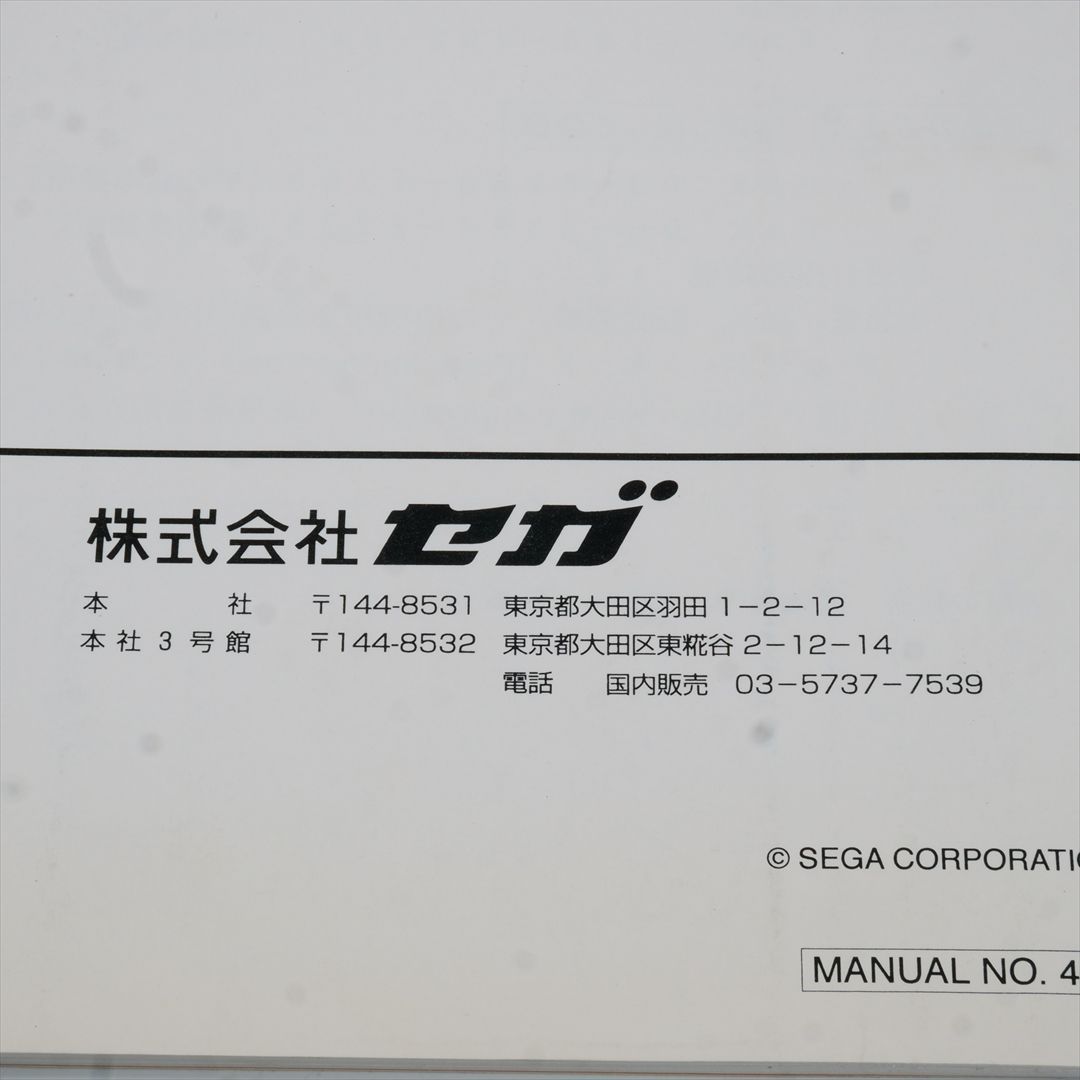 株式会社 セガ
本社 〒144-8531 東京都大田区羽田 1−2−12
本社3号館 〒144-8532 東京都大田区東糀谷 2−12−14
電話 国内販売 03−5737−7539
© SEGA CORPORATI
MANUAL NO. 4